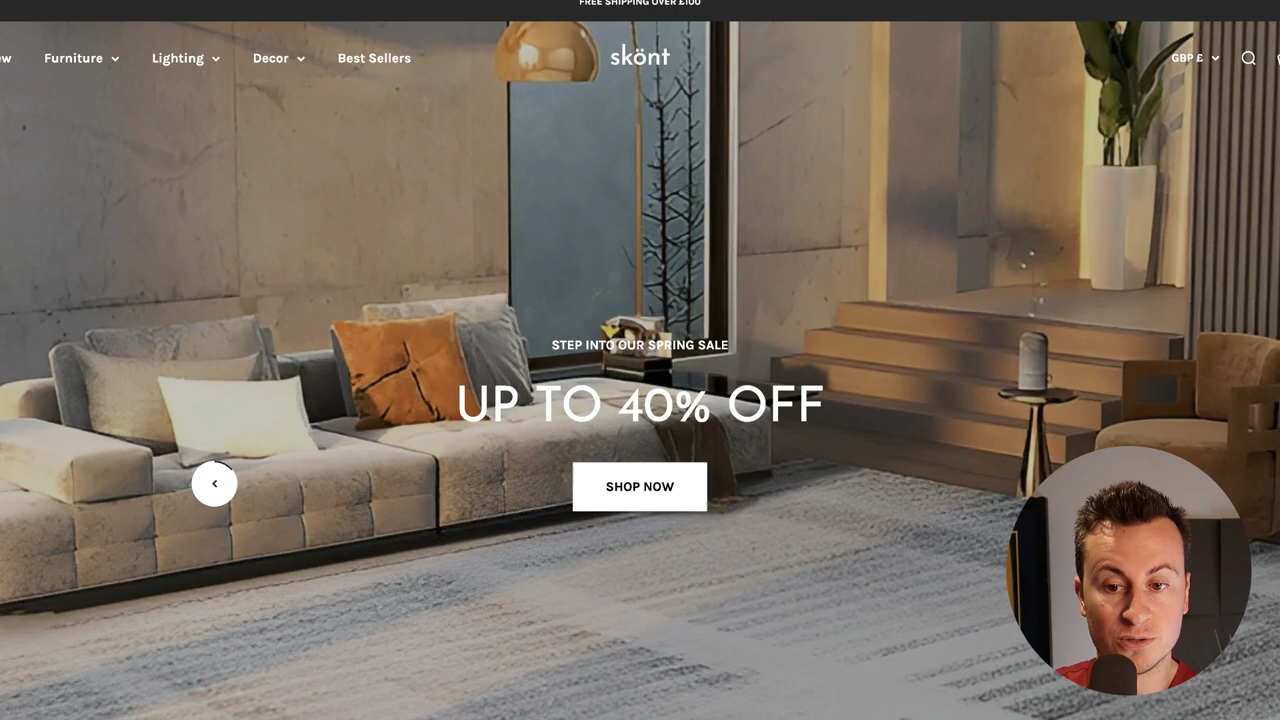 FREE SHIPPING OVER £100
Furniture Lighting Decor Best Sellers skönt GBP £
STEP INTO OUR SPRING SALE
UP TO 40% OFF
SHOP NOW